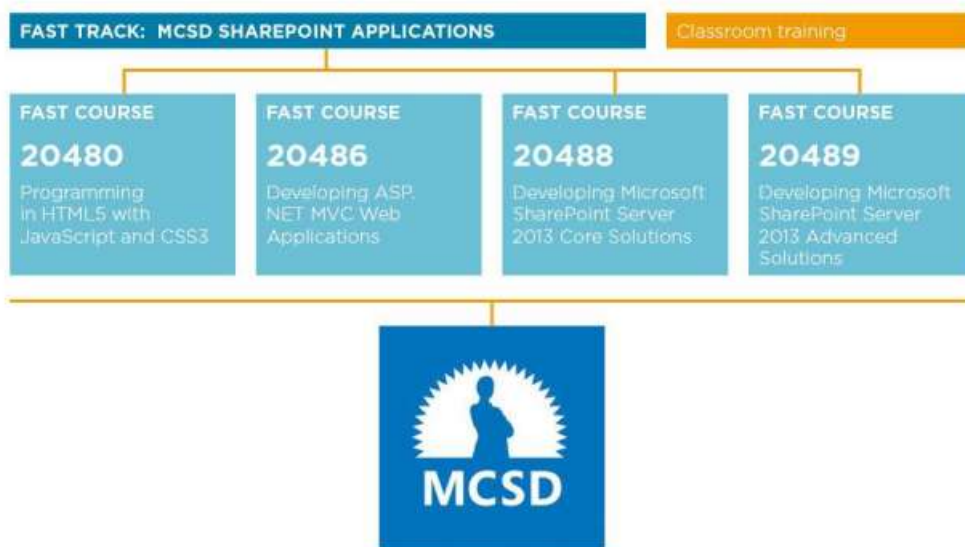 FAST TRACK: MCSD SHAREPOINT APPLICATIONS
Classroom training
FAST COURSE
20480
Programming
in HTML5 with
JavaScript and CSS3
FAST COURSE
20486
Developing ASP.
NET MVC Web
Applications
FAST COURSE
20488
Developing Microsoft
SharePoint Server
2013 Core Solutions
FAST COURSE
20489
Developing Microsoft
SharePoint Server
2013 Advanced
Solutions
MCSD